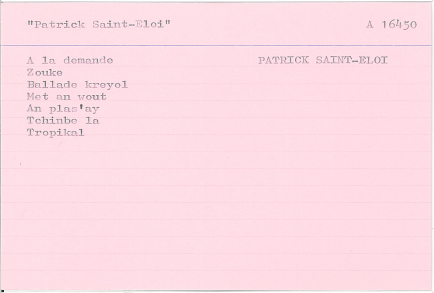 "Patrick Saint-Eloi" A 16450
A la demande PATRICK SAINT-ELOI
Zouke
Ballade kreyol
Met an wout
An plas'ay
Tchinbe la
Tropikal